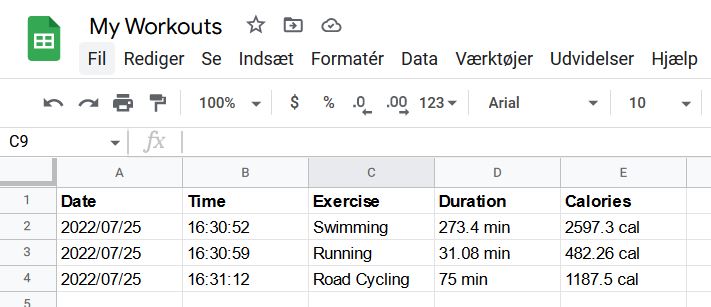 My Workouts
Fil Rediger Se Indsæt Formatér Data Værktøjer Udvidelser Hjælp
100% $ % .0 .00 123 Arial 10
C9 fx
A B C D E
1 Date Time Exercise Duration Calories
2 2022/07/25 16:30:52 Swimming 273.4 min 2597.3 cal
3 2022/07/25 16:30:59 Running 31.08 min 482.26 cal
4 2022/07/25 16:31:12 Road Cycling 75 min 1187.5 cal
5